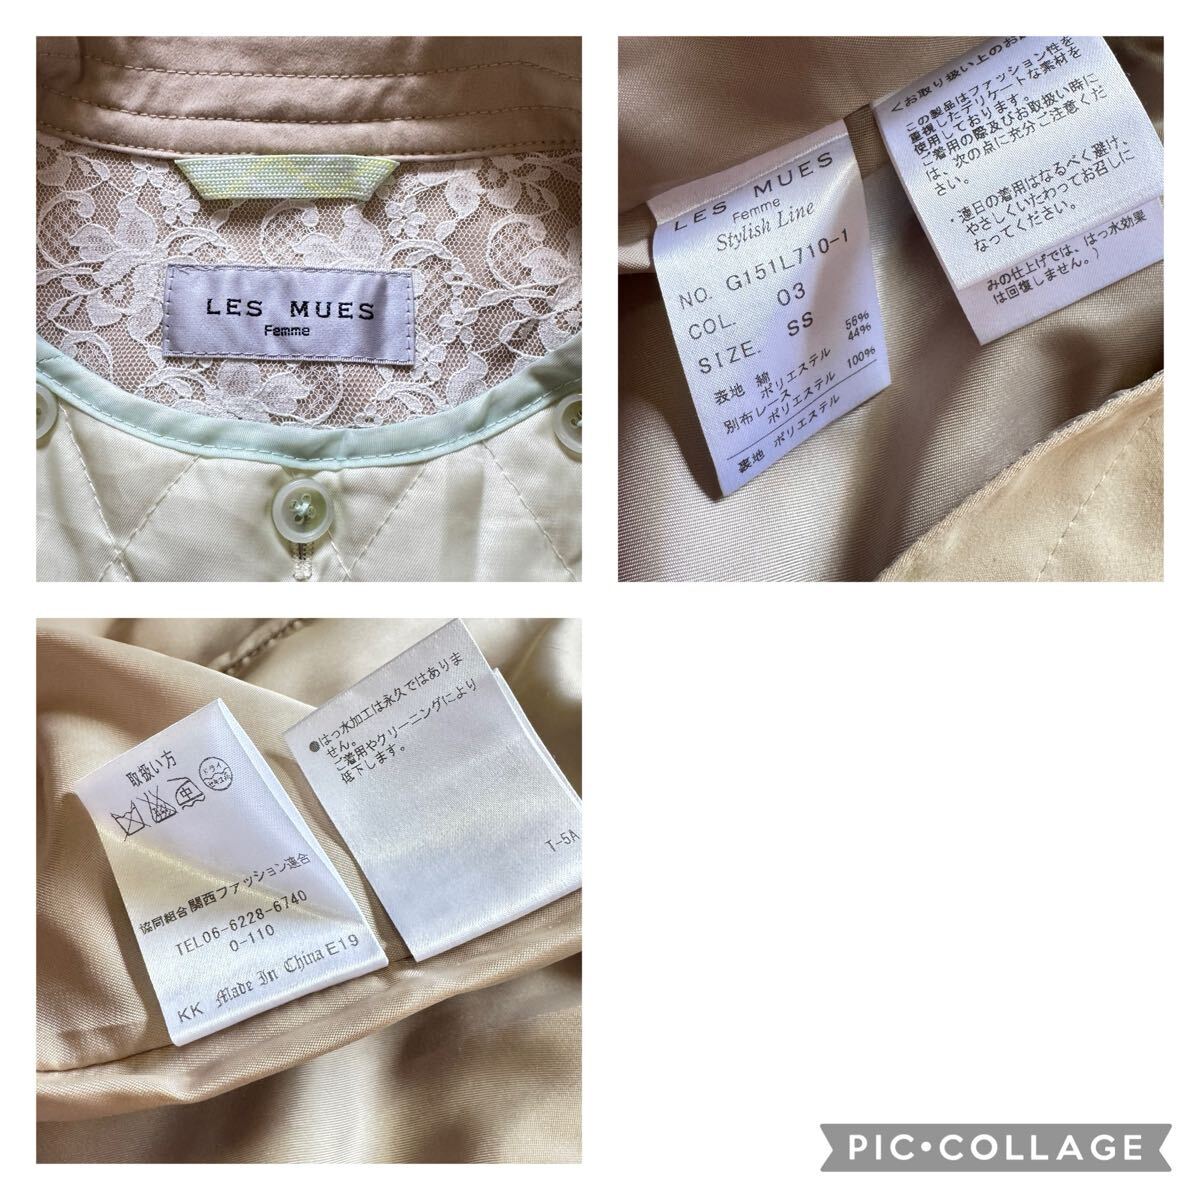 LES MUES
Femme
LES MUES
Femme
Stylish Line
NO. G151L710-1
COL. 03
SIZE. SS
表地 綿 56%
ポリエステル 44%
別布レース
ポリエステル 100%
裏地 ポリエステル
<お取り扱い上のお
この製品はファッション性を
重視したデリケートな素材を
使用しております。
ご着用の際及びお取扱い時に
は、次の点に充分ご注意くだ
さい。
・連日の着用はなるべく避け、
やさしくいたわってお召しに
なってください。
みの仕上げでは、はっ水効果
は回復しません。)
取扱い方
ドライ
中
協同組合関西ファッション連合
TEL06-6228-6740
0-110
KK Made In China E19
●はっ水加工は永久ではありま
せん。
ご着用やクリーニングにより
低下します。
T-5A
PIC•COLLAGE